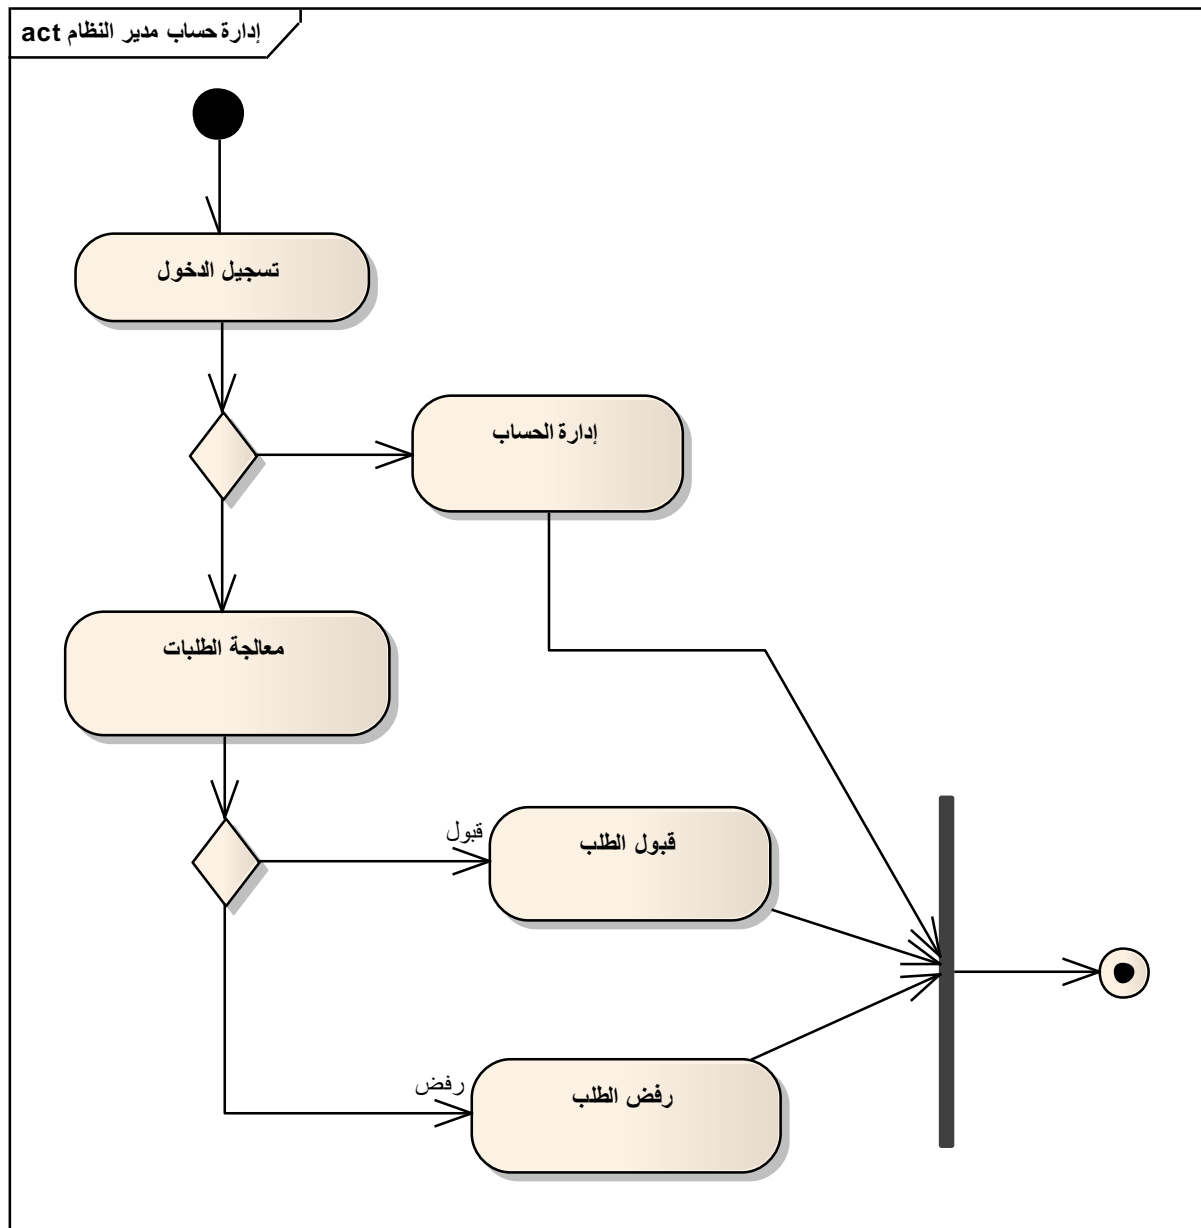 act إدارة حساب مدير النظام
تسجيل الدخول
إدارة الحساب
معالجة الطلبات
قبول
قبول الطلب
رفض
رفض الطلب